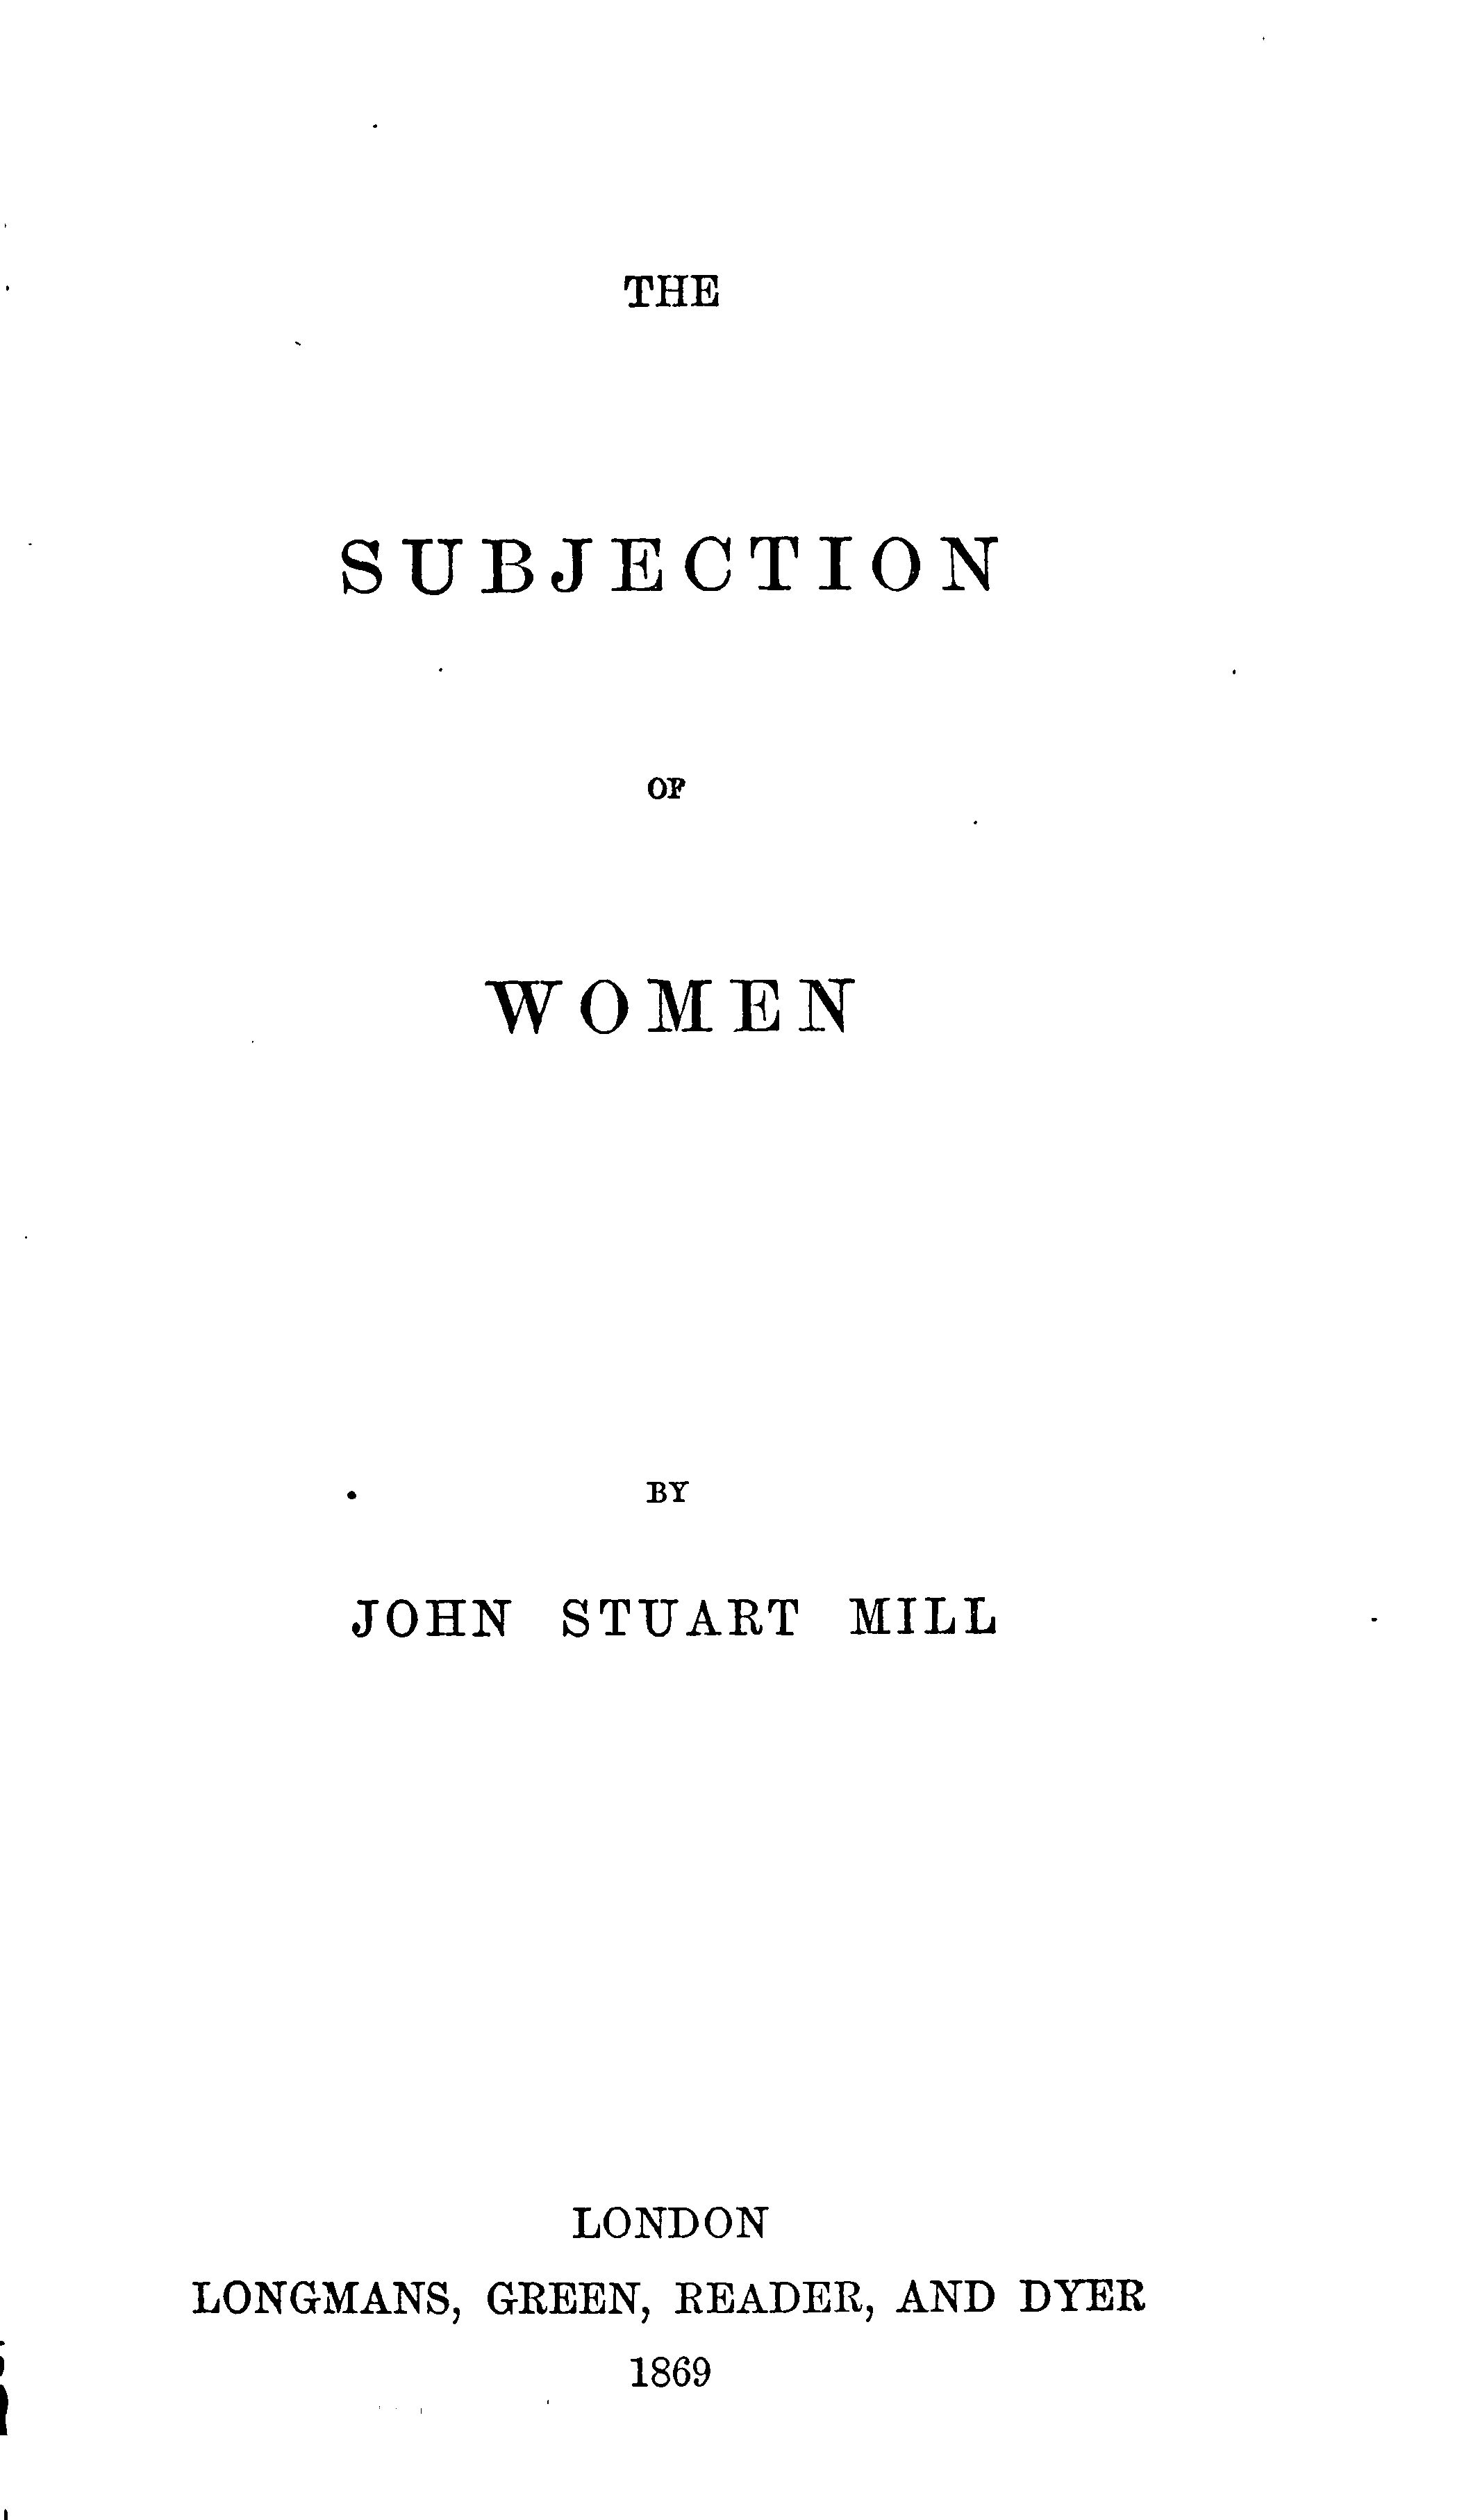 THE
SUBJECTION
OF
WOMEN
BY
JOHN STUART MILL
LONDON
LONGMANS, GREEN, READER, AND DYER
1869